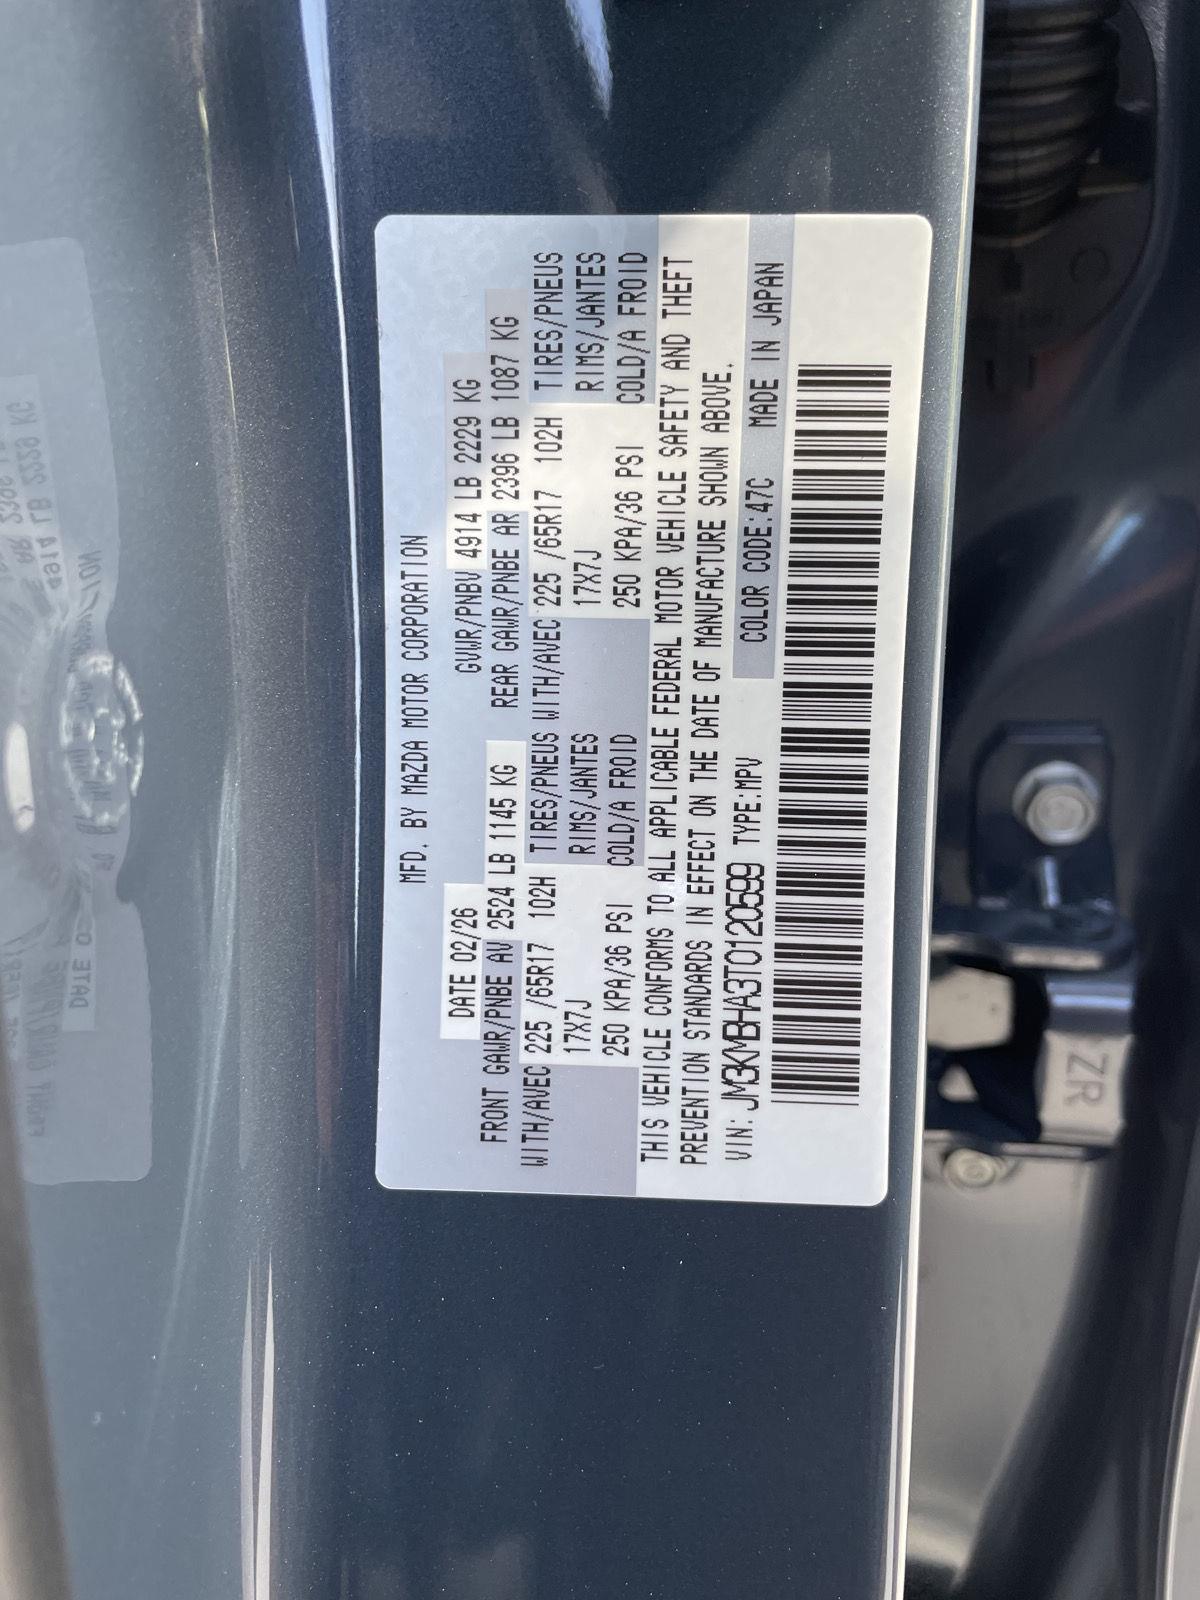 MFD. BY MAZDA MOTOR CORPORATION
DATE 02/26 GVWR/PNBV 4914 LB 2229 KG
FRONT GAWR/PNBE AV 2524 LB 1145 KG REAR GAWR/PNBE AR 2396 LB 1087 KG
WITH/AVEC 225 /65R17 102H TIRES/PNEUS WITH/AVEC 225 /65R17 102H TIRES/PNEUS
17X7J RIMS/JANTES 17X7J RIMS/JANTES
250 KPA/36 PSI COLD/A FROID 250 KPA/36 PSI COLD/A FROID
THIS VEHICLE CONFORMS TO ALL APPLICABLE FEDERAL MOTOR VEHICLE SAFETY AND THEFT
PREVENTION STANDARDS IN EFFECT ON THE DATE OF MANUFACTURE SHOWN ABOVE.
VIN: JM3KMBHA3T0120599 TYPE:MPV COLOR CODE:47C MADE IN JAPAN
ZR